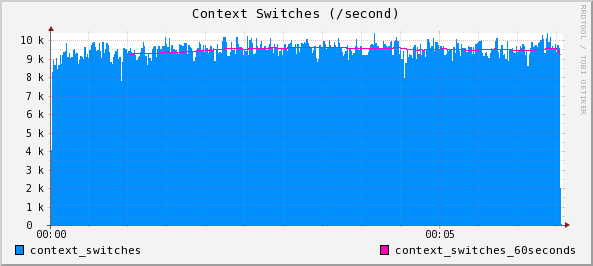 Context Switches (/second)
RRDTOOL / TOBI OETIKER
10 k
9 k
8 k
7 k
6 k
5 k
4 k
3 k
2 k
1 k
0
00:00 00:05
context_switches context_switches_60seconds